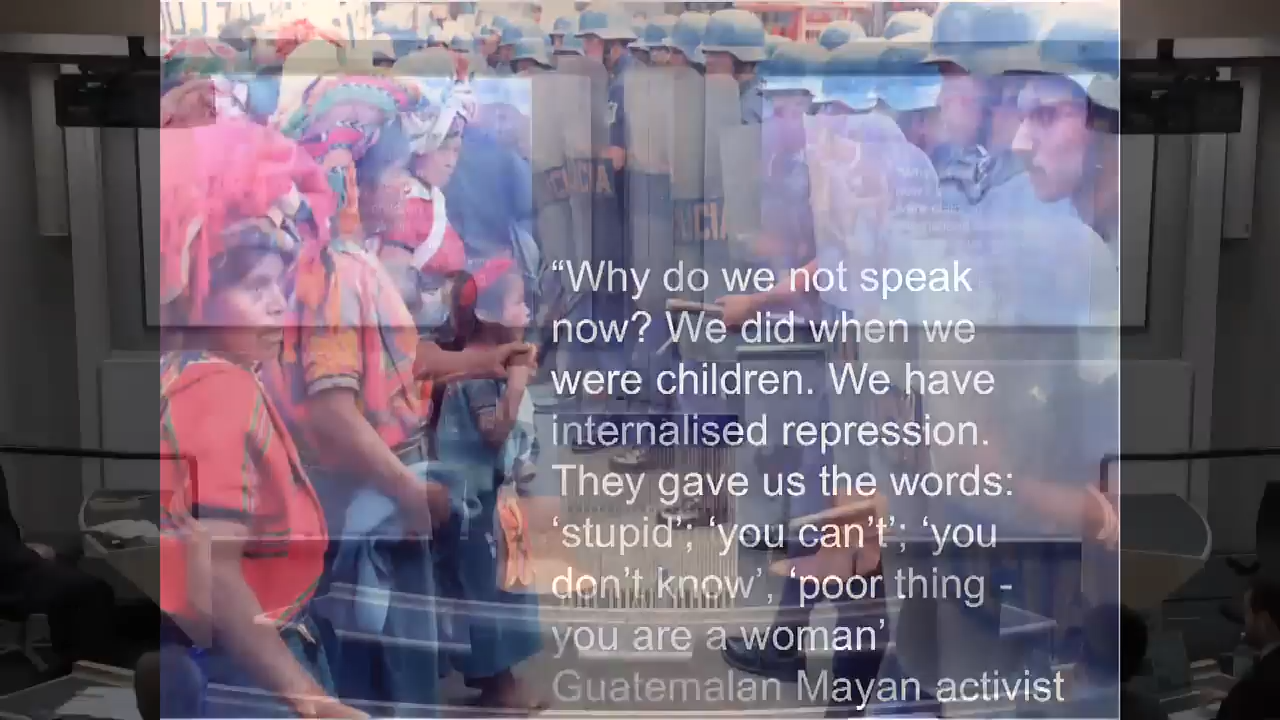 “Why do we not speak
now? We did when we
were children. We have
internalised repression.
They gave us the words:
‘stupid’; ‘you can’t’; ‘you
don’t know’, ‘poor thing -
you are a woman’
Guatemalan Mayan activist